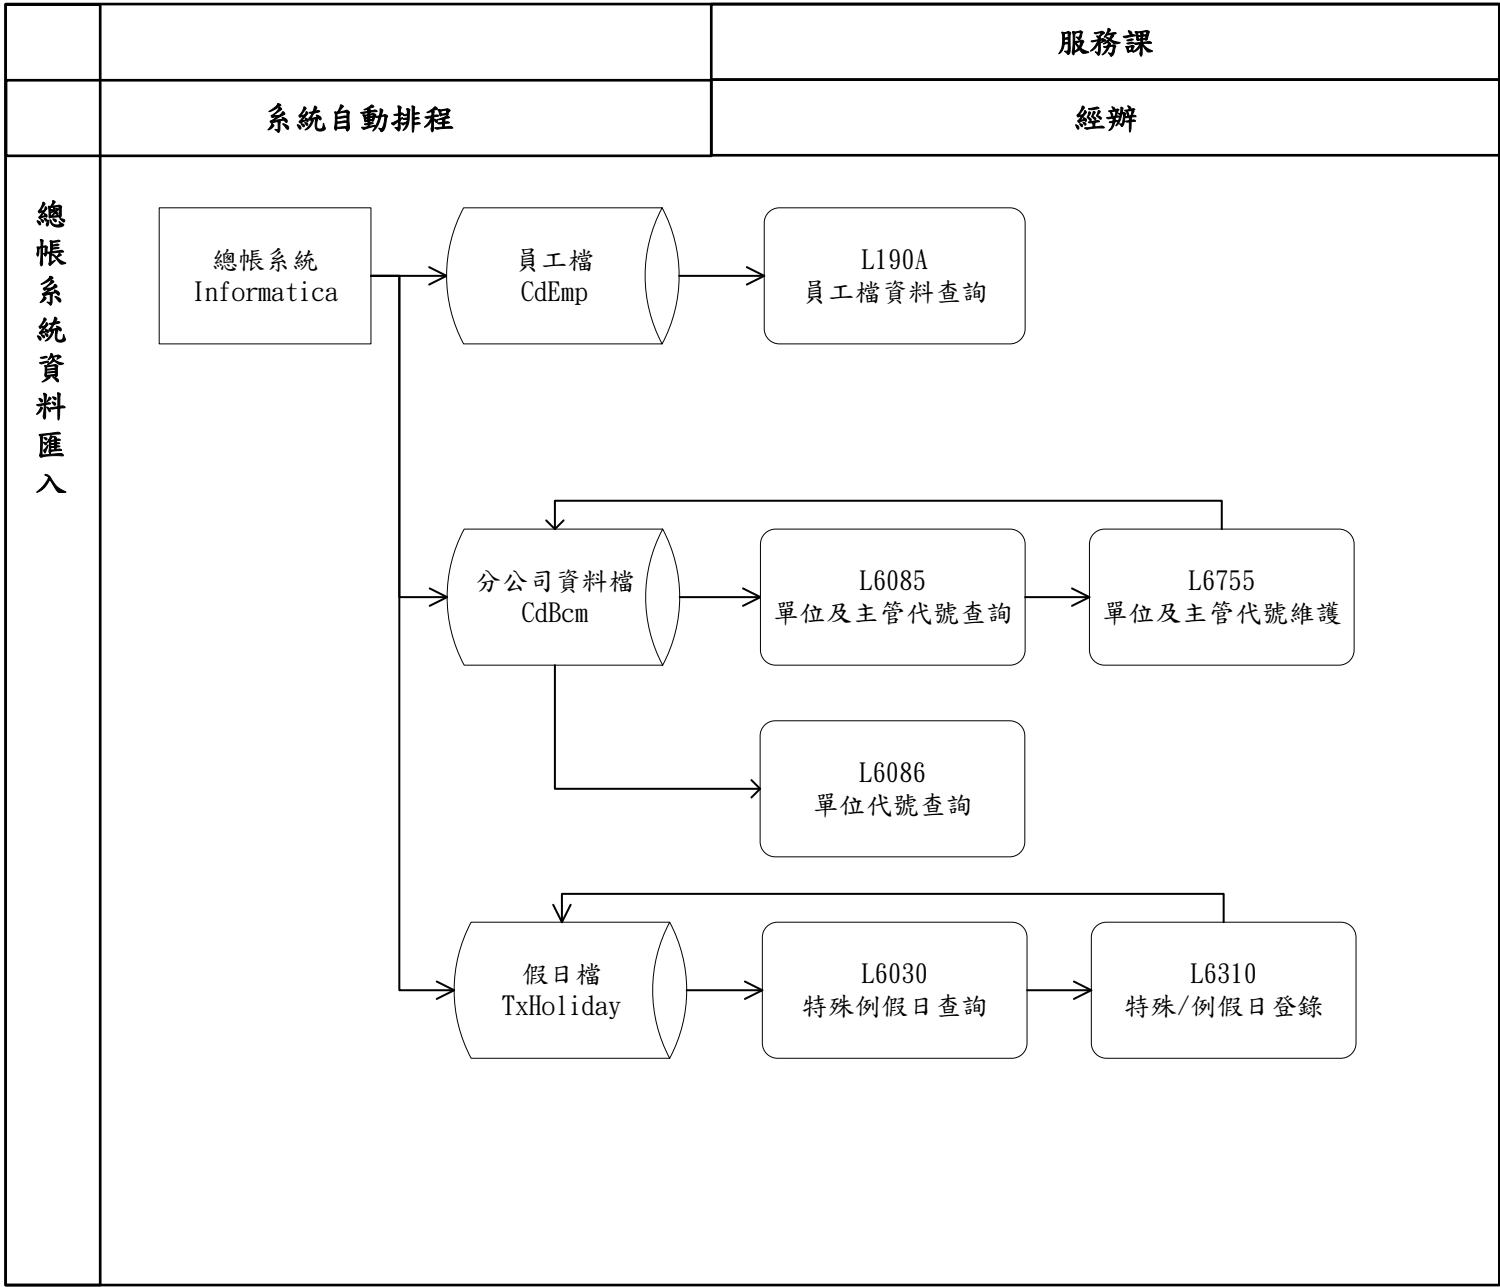 服務課
系統自動排程
經辦
總帳系統資料匯入
總帳系統
Informatica
員工檔
CdEmp
L190A
員工檔資料查詢
分公司資料檔
CdBcm
L6085
單位及主管代號查詢
L6755
單位及主管代號維護
L6086
單位代號查詢
假日檔
TxHoliday
L6030
特殊例假日查詢
L6310
特殊/例假日登錄